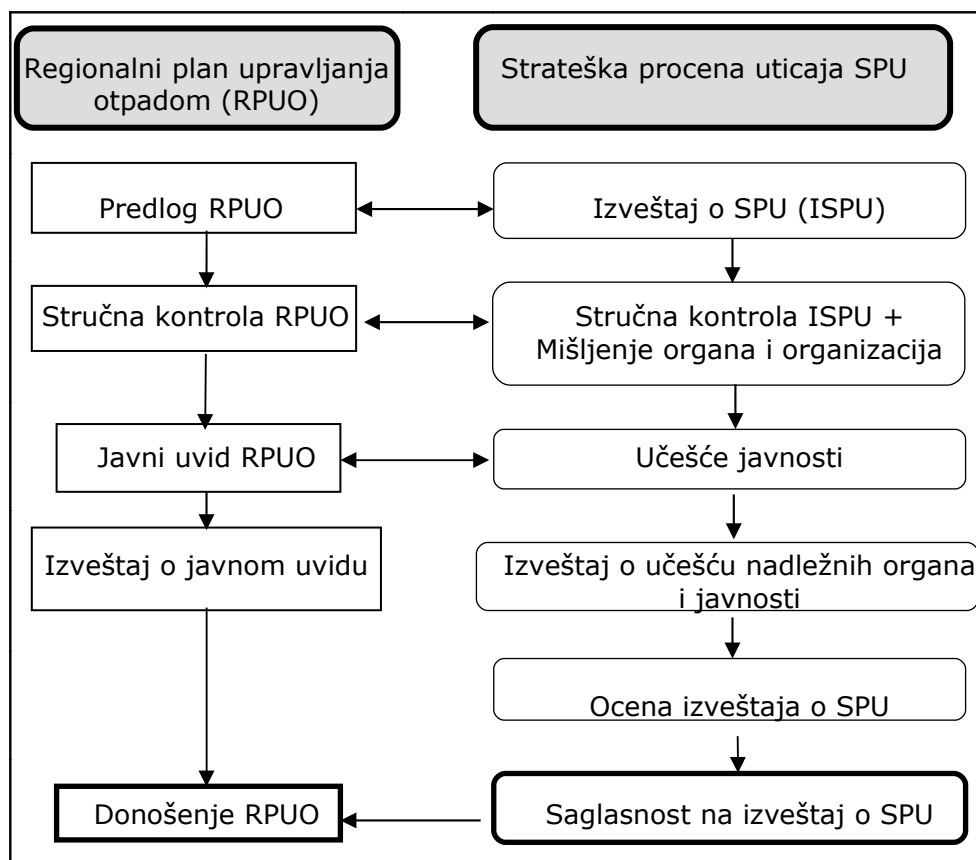 Regionalni plan upravljanja
otpadom (RPUO)
Strateška procena uticaja SPU
Predlog RPUO
Izveštaj o SPU (ISPU)
Stručna kontrola RPUO
Stručna kontrola ISPU +
Mišljenje organa i organizacija
Javni uvid RPUO
Učešće javnosti
Izveštaj o javnom uvidu
Izveštaj o učešću nadležnih organa
i javnosti
Ocena izveštaja o SPU
Donošenje RPUO
Saglasnost na izveštaj o SPU